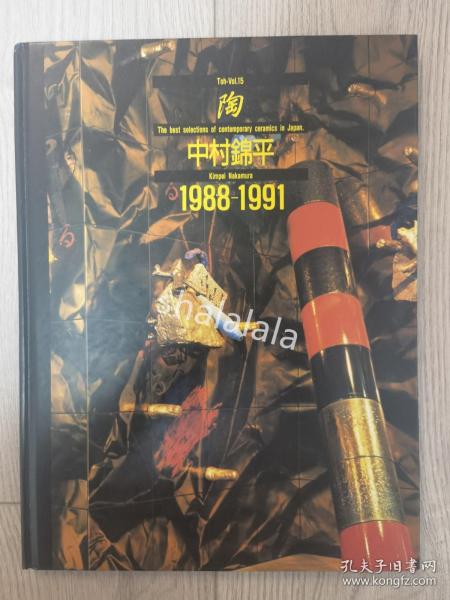 Toh-Vol.15
陶
The best selections of contemporary ceramics in Japan.
中村錦平
Kimpei Nakamura
1988-1991
shalalala
孔夫子旧书网
www.kongfz.com